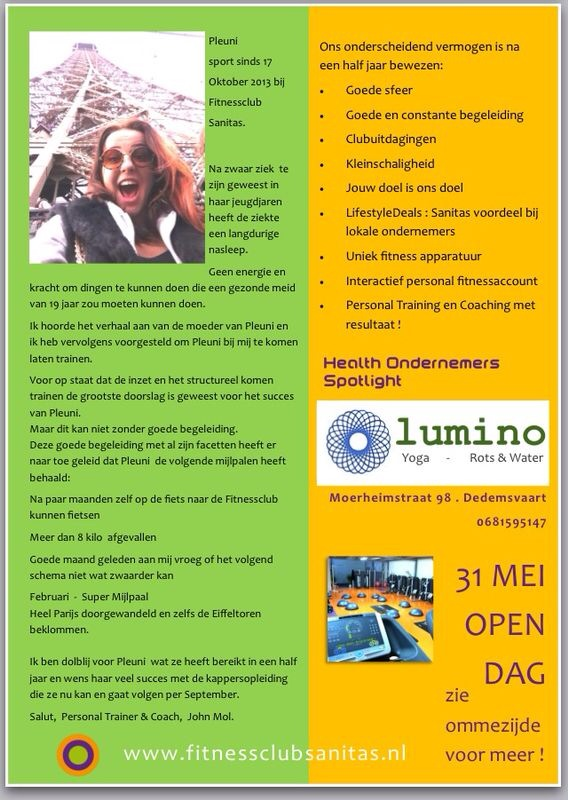 Pleuni
sport sinds 17
Oktober 2013 bij
Fitnessclub
Sanitas.
Na zwaar ziek te
zijn geweest in
haar jeugdjaren
heeft de ziekte
een langdurige
nasleep.
Geen energie en
kracht om dingen te kunnen doen die een gezonde meid
van 19 jaar zou moeten kunnen doen.
Ik hoorde het verhaal aan van de moeder van Pleuni en
ik heb vervolgens voorgesteld om Pleuni bij mij te komen
laten trainen.
Voor op staat dat de inzet en het structureel komen
trainen de grootste doorslag is geweest voor het succes
van Pleuni.
Maar dit kan niet zonder goede begeleiding.
Deze goede begeleiding met al zijn facetten heeft er
naar toe geleid dat Pleuni de volgende mijlpalen heeft
behaald:
Na paar maanden zelf op de fiets naar de Fitnessclub
kunnen fietsen
Meer dan 8 kilo afgevallen
Goede maand geleden aan mij vroeg of het volgend
schema niet wat zwaarder kan
Februari - Super Mijlpaal
Heel Parijs doorgewandeld en zelfs de Eiffeltoren
beklommen.
Ik ben dolblij voor Pleuni wat ze heeft bereikt in een half
jaar en wens haar veel succes met de kappersopleiding
die ze nu kan en gaat volgen per September.
Salut, Personal Trainer & Coach, John Mol.
Ons onderscheidend vermogen is na
een half jaar bewezen:
• Goede sfeer
• Goede en constante begeleiding
• Clubuitdagingen
• Kleinschaligheid
• Jouw doel is ons doel
• LifestyleDeals : Sanitas voordeel bij
lokale ondernemers
• Uniek fitness apparatuur
• Interactief personal fitnessaccount
• Personal Training en Coaching met
resultaat !
Health Ondernemers
Spotlight
lumino
Yoga - Rots & Water
Moerheimstraat 98 . Dedemsvaart
0681595147
31 MEI
OPEN
DAG
zie
ommezijde
voor meer !
www.fitnessclubsanitas.nl